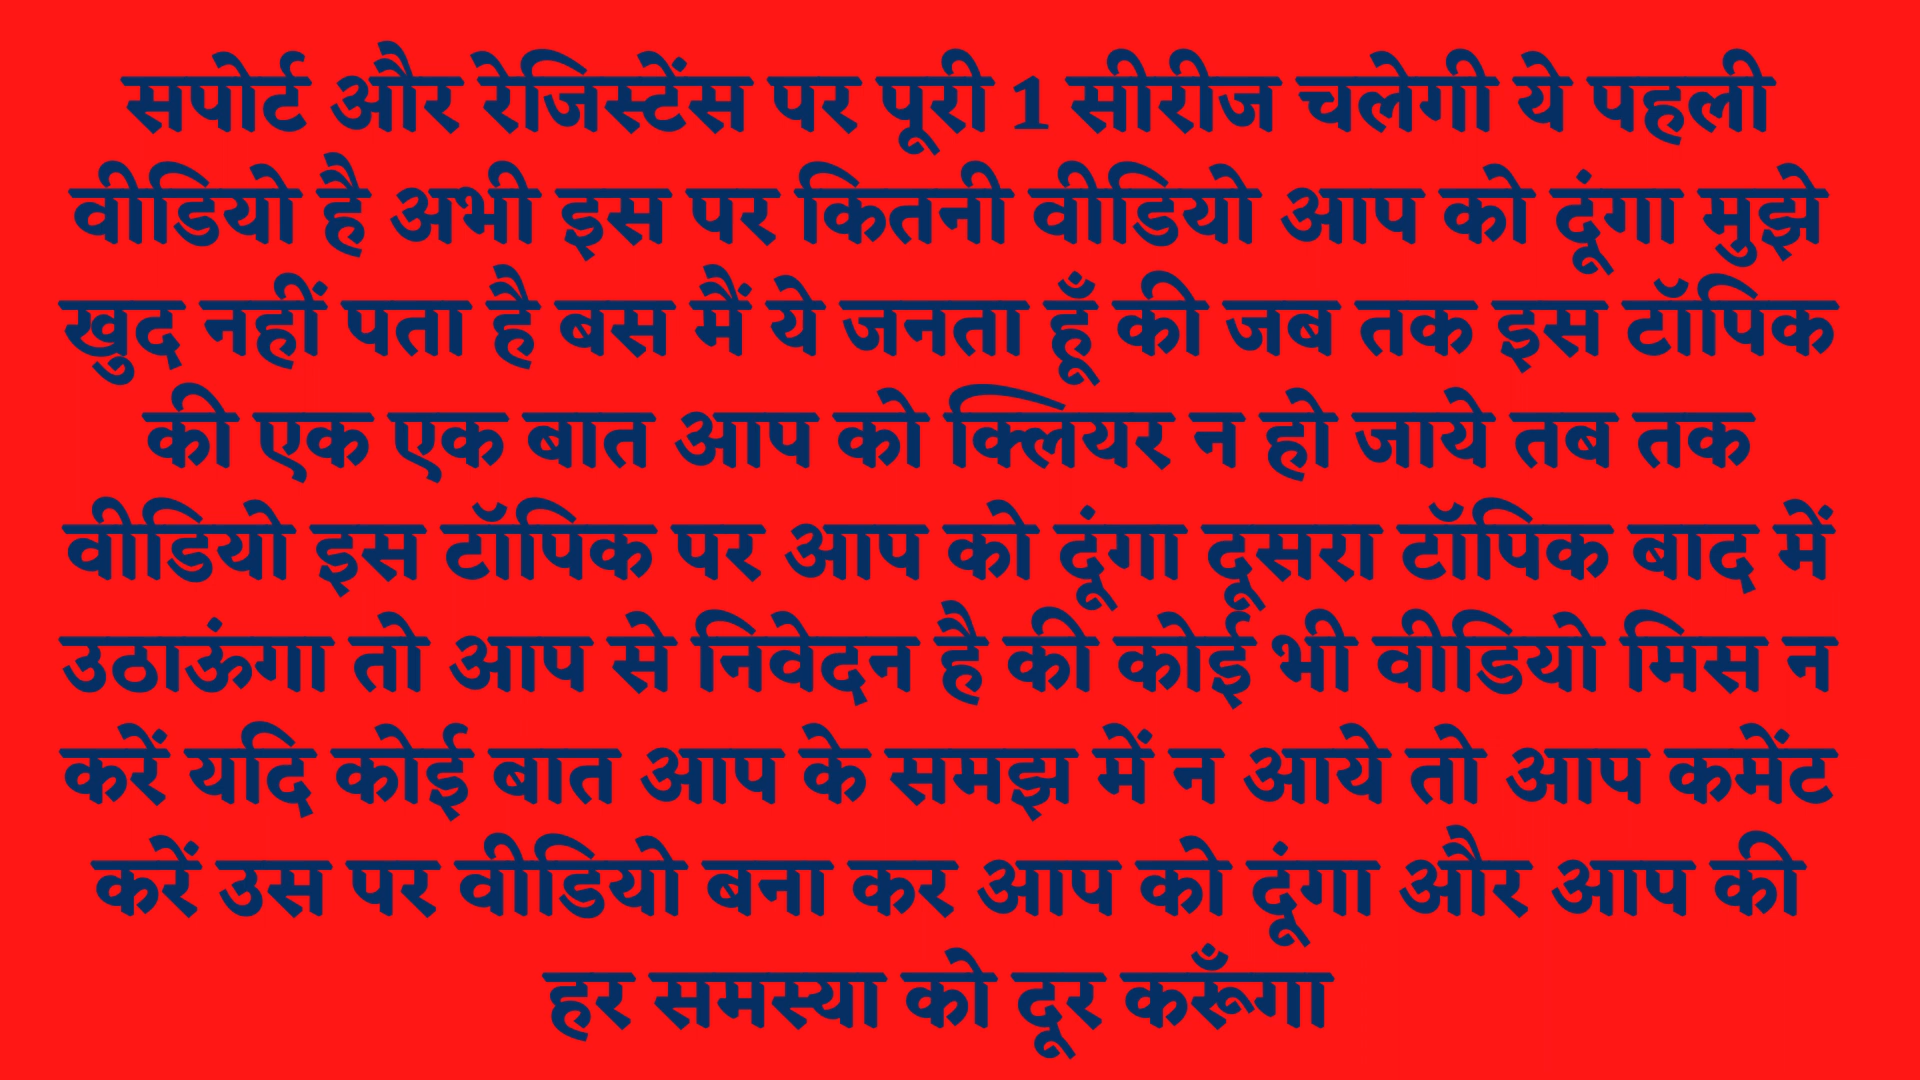 सपोर्ट और रेजिस्टेंस पर पूरी 1 सीरीज चलेगी ये पहली
वीडियो है अभी इस पर कितनी वीडियो आप को दूंगा मुझे
खुद नहीं पता है बस मैं ये जनता हूँ की जब तक इस टॉपिक
की एक एक बात आप को क्लियर न हो जाये तब तक
वीडियो इस टॉपिक पर आप को दूंगा दूसरा टॉपिक बाद में
उठाऊंगा तो आप से निवेदन है की कोई भी वीडियो मिस न
करें यदि कोई बात आप के समझ में न आये तो आप कमेंट
करें उस पर वीडियो बना कर आप को दूंगा और आप की
हर समस्या को दूर करूँगा